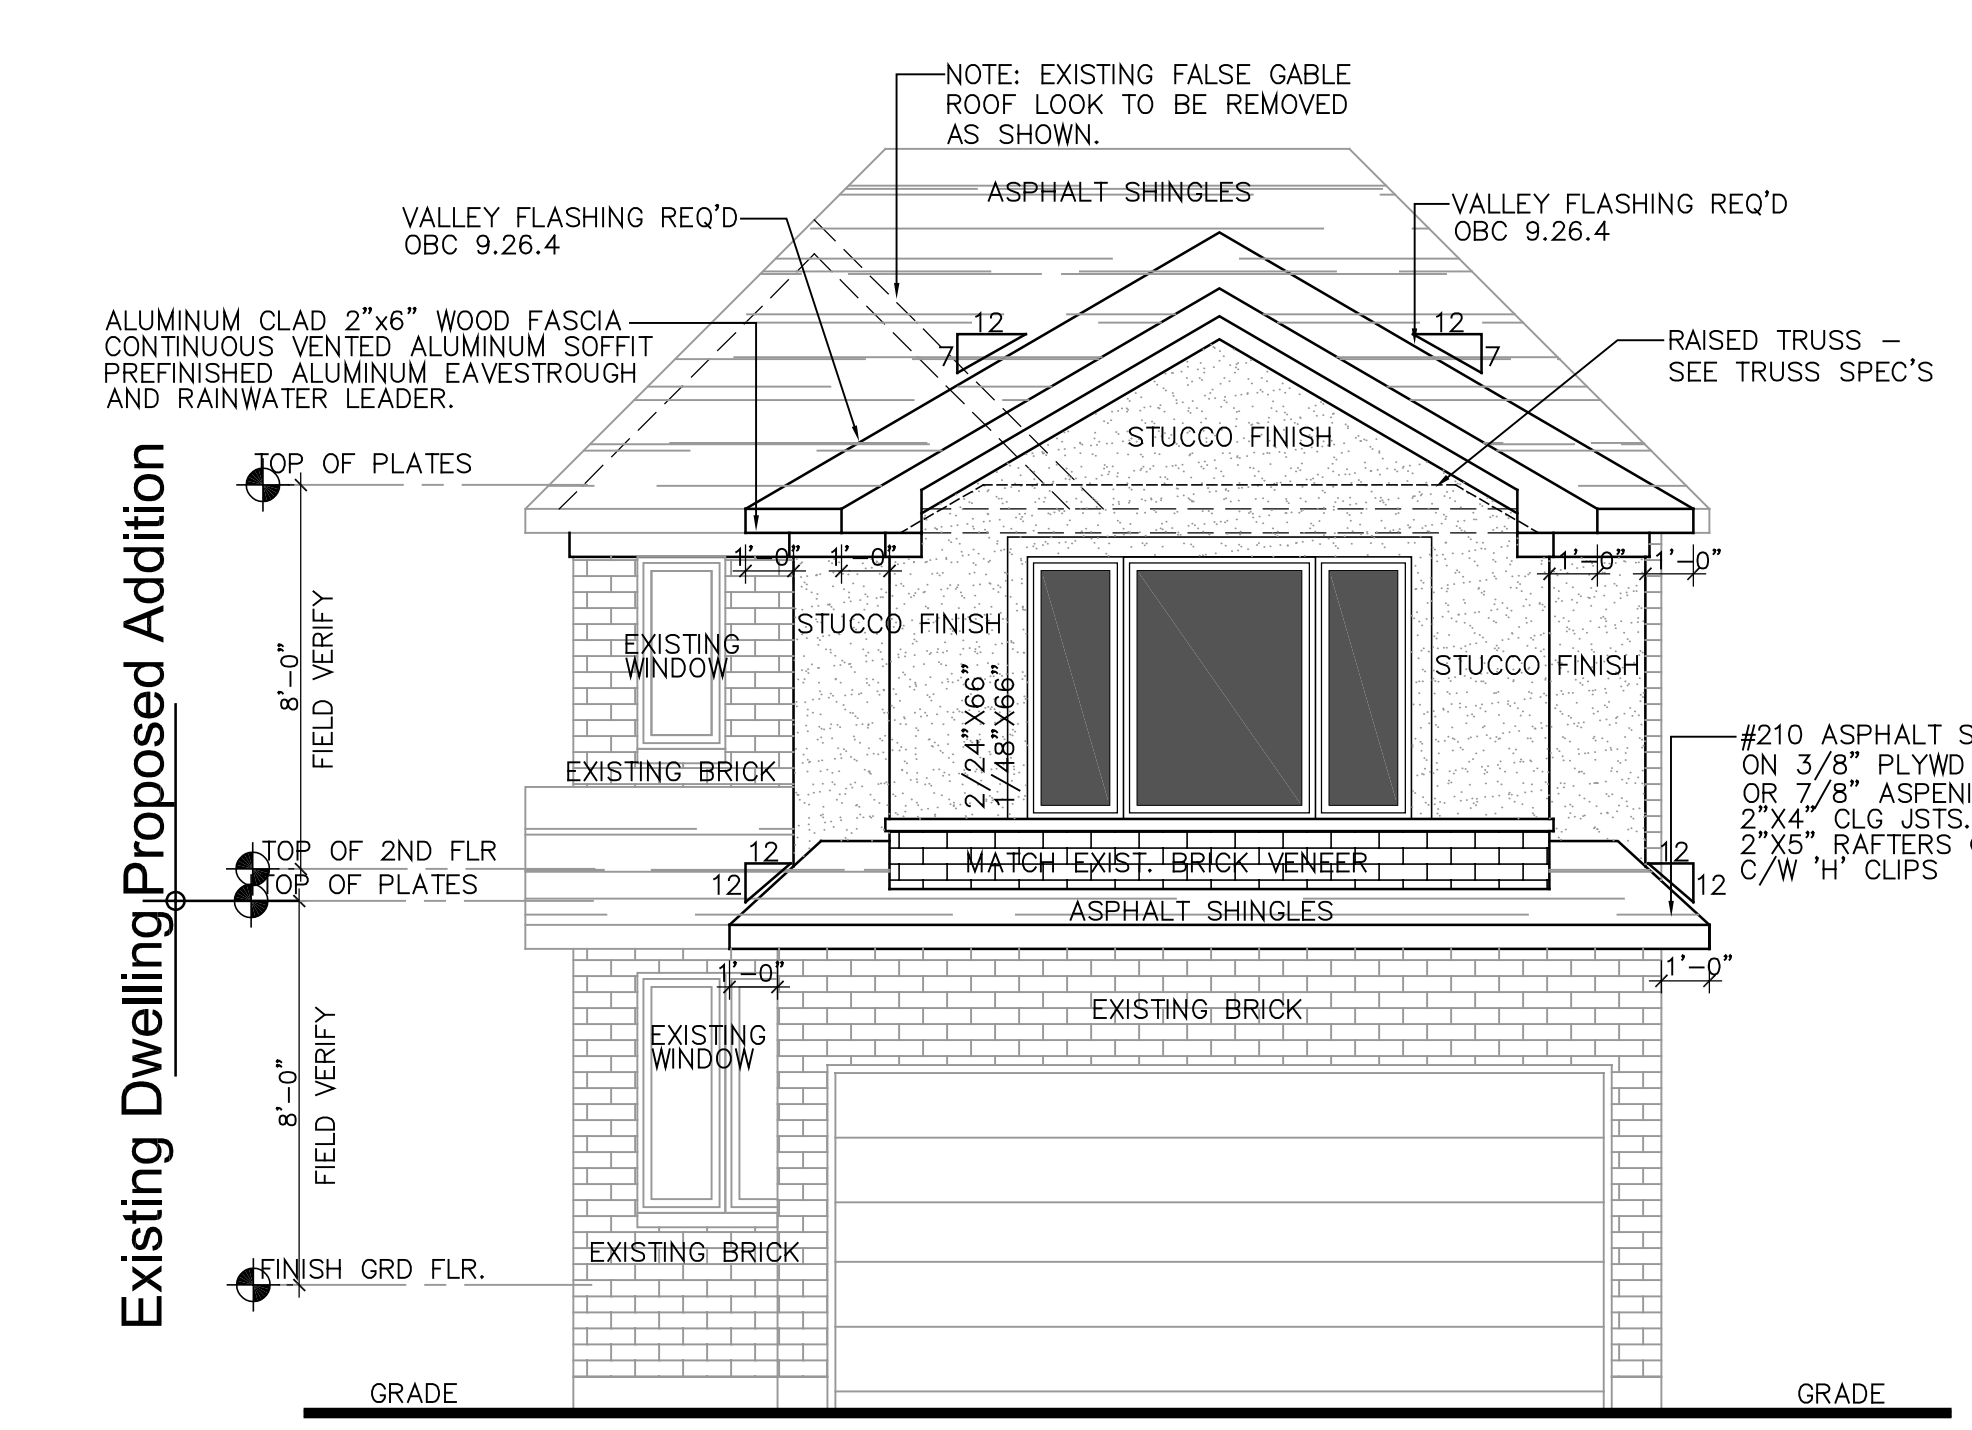 NOTE: EXISTING FALSE GABLE
ROOF LOOK TO BE REMOVED
AS SHOWN.
ASPHALT SHINGLES
VALLEY FLASHING REQ'D
OBC 9.26.4
VALLEY FLASHING REQ'D
OBC 9.26.4
ALUMINUM CLAD 2"x6" WOOD FASCIA
CONTINUOUS VENTED ALUMINUM SOFFIT
PREFINISHED ALUMINUM EAVESTROUGH
AND RAINWATER LEADER.
12
7
12
7
RAISED TRUSS –
SEE TRUSS SPEC'S
STUCCO FINISH
TOP OF PLATES
1'-0"
1'-0"
1'-0"
1'-0"
8'-0"
FIELD VERIFY
EXISTING
WINDOW
STUCCO FINISH
STUCCO FINISH
2/24"X66"
1/48"X66"
EXISTING BRICK
#210 ASPHALT S
ON 3/8" PLYWD
OR 7/8" ASPENI
2"X4" CLG JSTS.
2"X5" RAFTERS
C/W 'H' CLIPS
TOP OF 2ND FLR
TOP OF PLATES
12
12
12
12
MATCH EXIST. BRICK VENEER
ASPHALT SHINGLES
Proposed Addition
Existing Dwelling
1'-0"
1'-0"
EXISTING BRICK
EXISTING
WINDOW
8'-0"
FIELD VERIFY
EXISTING BRICK
FINISH GRD FLR.
GRADE
GRADE